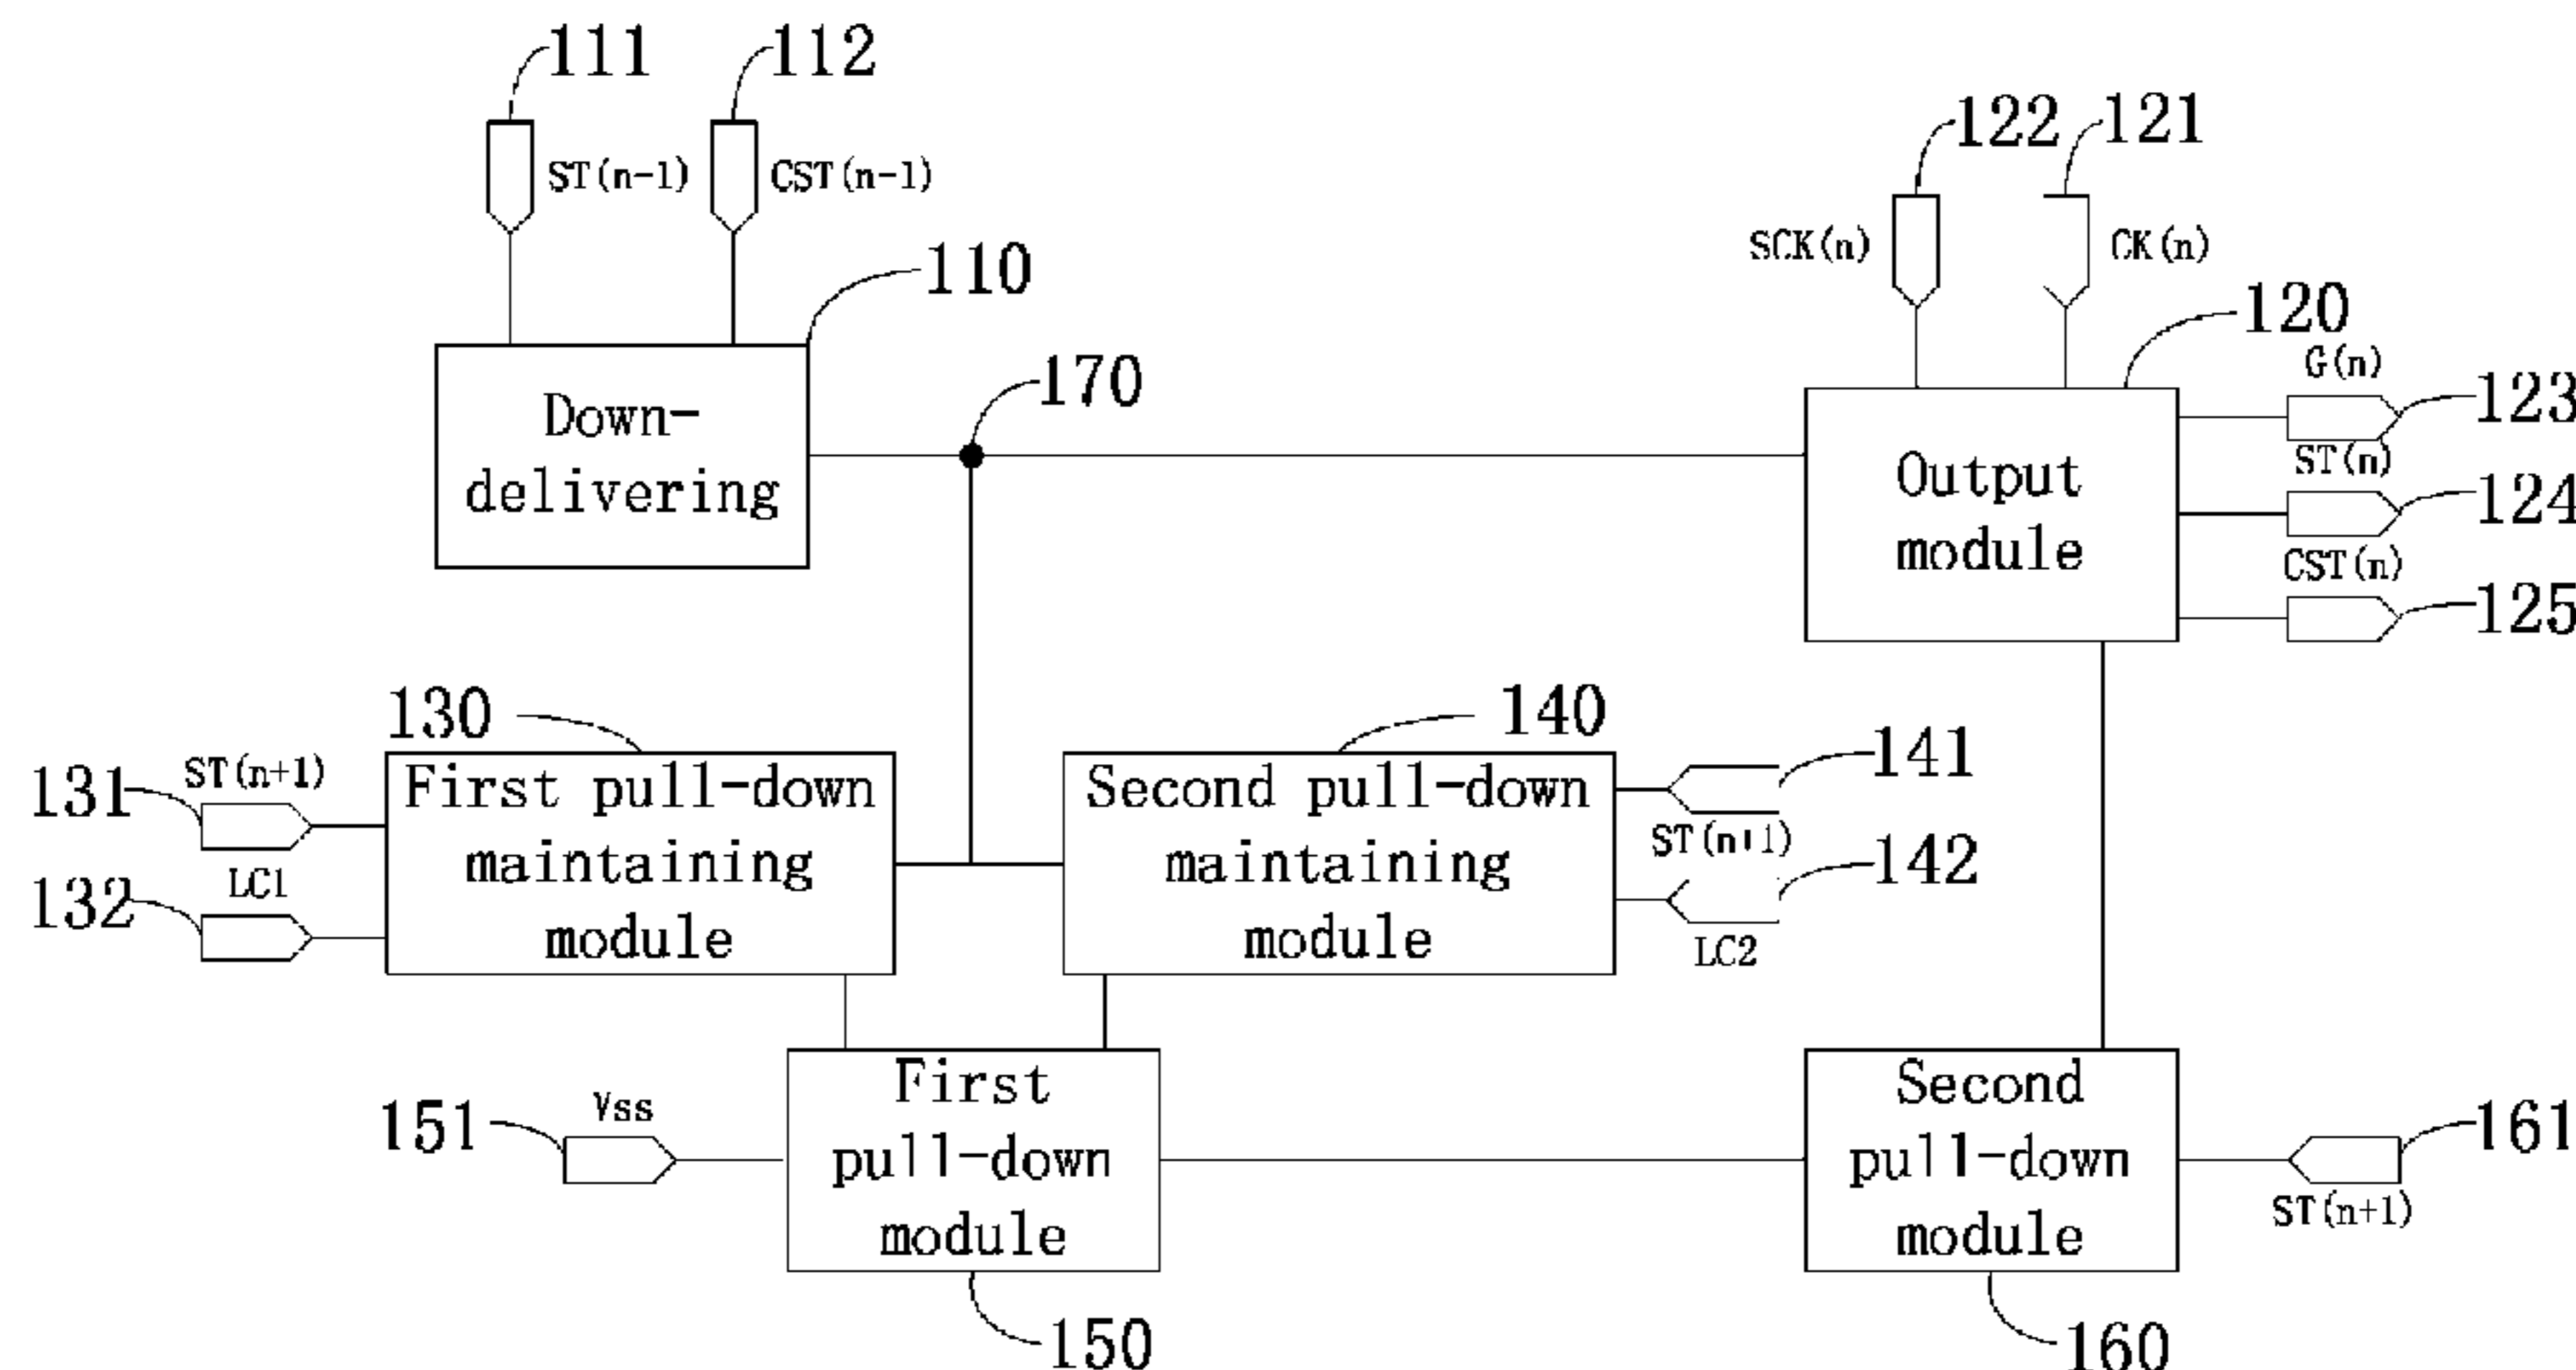 111
112
ST(n-1)
CST(n-1)
122
121
SCK(n)
CK(n)
110
120
G(n)
123
170
Down-
delivering
Output
module
ST(n)
124
CST(n)
125
130
140
131
ST(n+1)
132
LC1
First pull-down
maintaining
module
Second pull-down
maintaining
module
141
ST(n+1)
142
LC2
151
Vss
First
pull-down
module
Second
pull-down
module
161
ST(n+1)
150
160